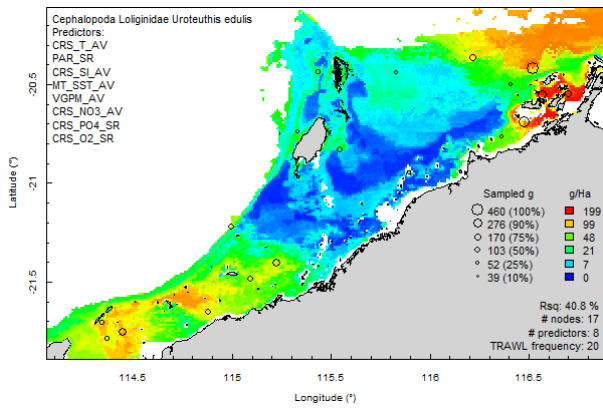 Cephalopoda Loliginidae Uroteuthis edulis
Predictors:
CRS_T_AV
PAR_SR
CRS_SI_AV
MT_SST_AV
VGPM_AV
CRS_NO3_AV
CRS_PO4_SR
CRS_O2_SR
-20.5
-21
-21.5
Latitude (°)
Sampled g g/Ha
460 (100%) 199
276 (90%) 99
170 (75%) 48
103 (50%) 21
52 (25%) 7
39 (10%) 0
Rsq: 40.8 %
# nodes: 17
# predictors: 8
TRAWL frequency: 20
114.5 115 115.5 116 116.5
Longitude (°)